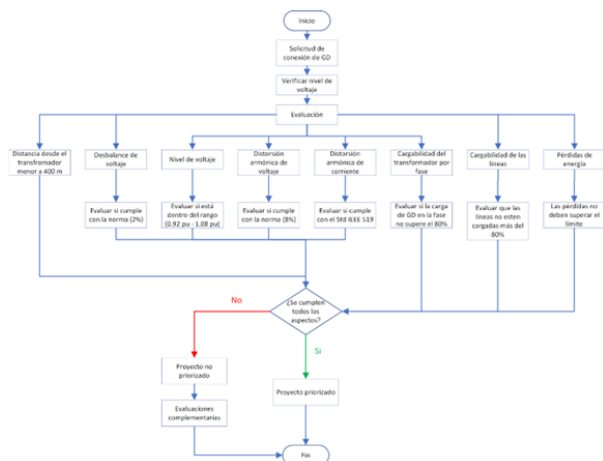 Inicio
Solicitud de
conexión de GD
Verificar nivel de
voltaje
Evaluación
Distancia desde el
transfromador
menor a 400 m
Desbalance de
voltaje
Nivel de voltaje
Distorsión
armónica de
voltaje
Distorsión
armónica de
corriente
Cargabilidad del
transformador por
fase
Cargabilidad de las
líneas
Pérdidas de
energía
Evaluar si cumple
con la norma (2%)
Evaluar si está
dentro del rango
(0.92 pu - 1.08 pu)
Evaluar si cumple
con la norma (8%)
Evaluar si cumple
con el Std IEEE 519
Evaluar si la carga
de GD en la fase
no supere el 80%
Evaluar que las
líneas no esten
cargadas más del
80%
Las pérdidas no
deben superar el
límite
¿Se cumplen
todos los
aspectos?
No
Si
Proyecto no
priorizado
Proyecto priorizado
Evaluaciones
complementarias
Fin